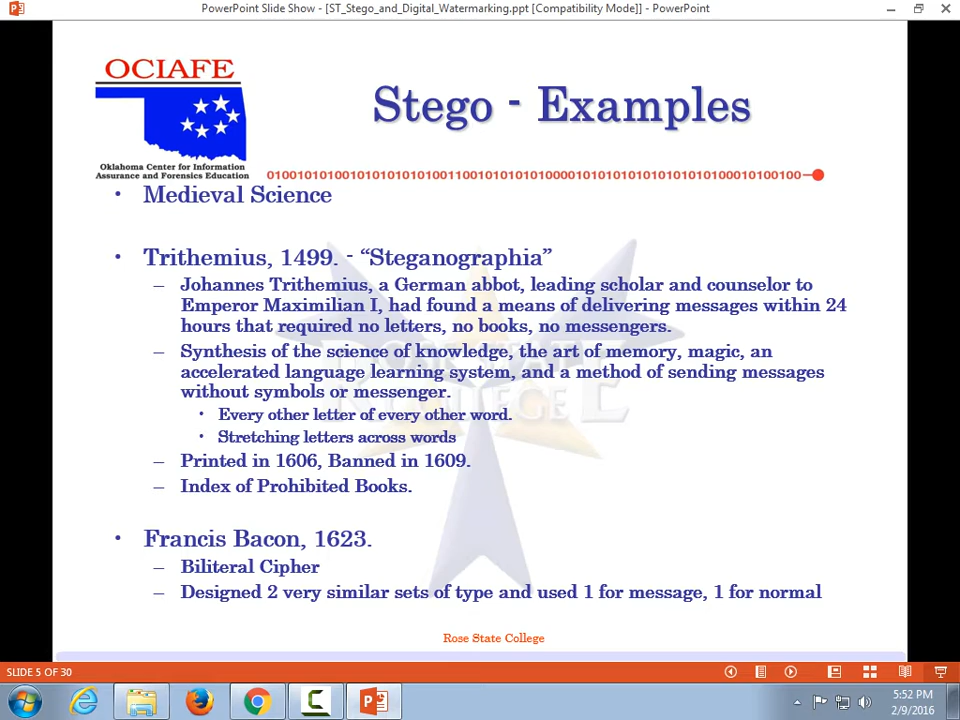 PowerPoint Slide Show - [ST_Stego_and_Digital_Watermarking.ppt [Compatibility Mode]] - PowerPoint
OCIAFE
Oklahoma Center for Information
Assurance and Forensics Education
Stego - Examples
• Medieval Science
• Trithemius, 1499. - “Steganographia”
– Johannes Trithemius, a German abbot, leading scholar and counselor to
Emperor Maximilian I, had found a means of delivering messages within 24
hours that required no letters, no books, no messengers.
– Synthesis of the science of knowledge, the art of memory, magic, an
accelerated language learning system, and a method of sending messages
without symbols or messenger.
• Every other letter of every other word.
• Stretching letters across words
– Printed in 1606, Banned in 1609.
– Index of Prohibited Books.
• Francis Bacon, 1623.
– Biliteral Cipher
– Designed 2 very similar sets of type and used 1 for message, 1 for normal
Rose State College
SLIDE 5 OF 30
5:52 PM
2/9/2016